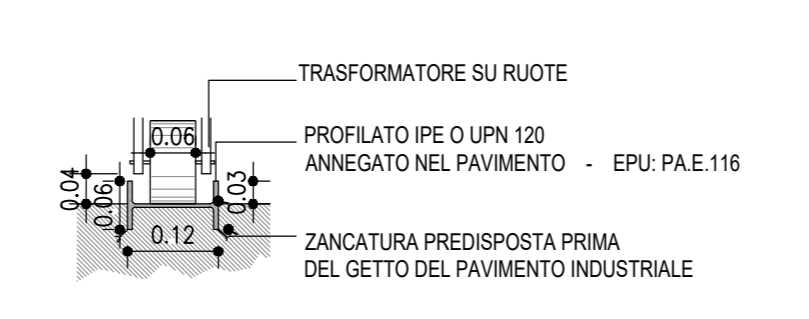 TRASFORMATORE SU RUOTE
0.06
PROFILATO IPE O UPN 120
ANNEGATO NEL PAVIMENTO - EPU: PA.E.116
0.04
0.06
0.03
0.12
ZANCATURA PREDISPOSTA PRIMA
DEL GETTO DEL PAVIMENTO INDUSTRIALE